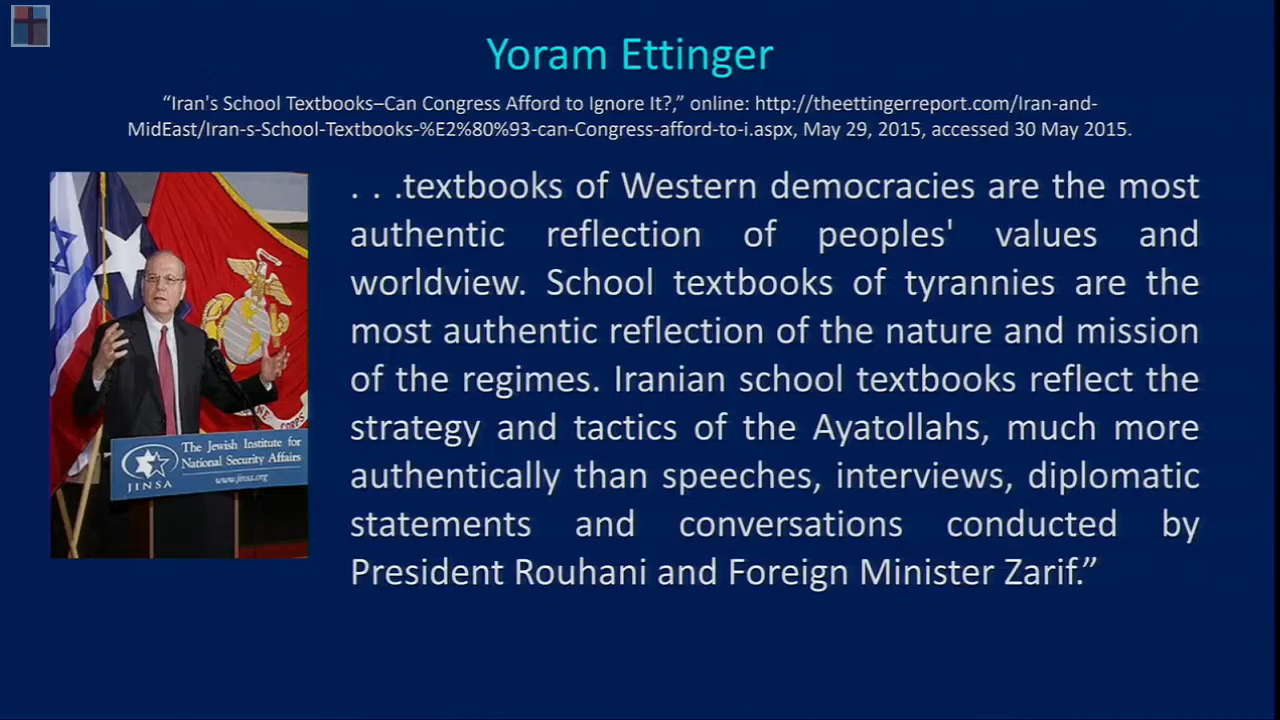 Yoram Ettinger
“Iran's School Textbooks–Can Congress Afford to Ignore It?,” online: http://theettingerreport.com/Iran-and-
MidEast/Iran-s-School-Textbooks-%E2%80%93-can-Congress-afford-to-i.aspx, May 29, 2015, accessed 30 May 2015.
. . .textbooks of Western democracies are the most
authentic reflection of peoples' values and
worldview. School textbooks of tyrannies are the
most authentic reflection of the nature and mission
of the regimes. Iranian school textbooks reflect the
strategy and tactics of the Ayatollahs, much more
authentically than speeches, interviews, diplomatic
statements and conversations conducted by
President Rouhani and Foreign Minister Zarif.”
The Jewish Institute for
National Security Affairs
www.jinsa.org
JINSA
CORPS